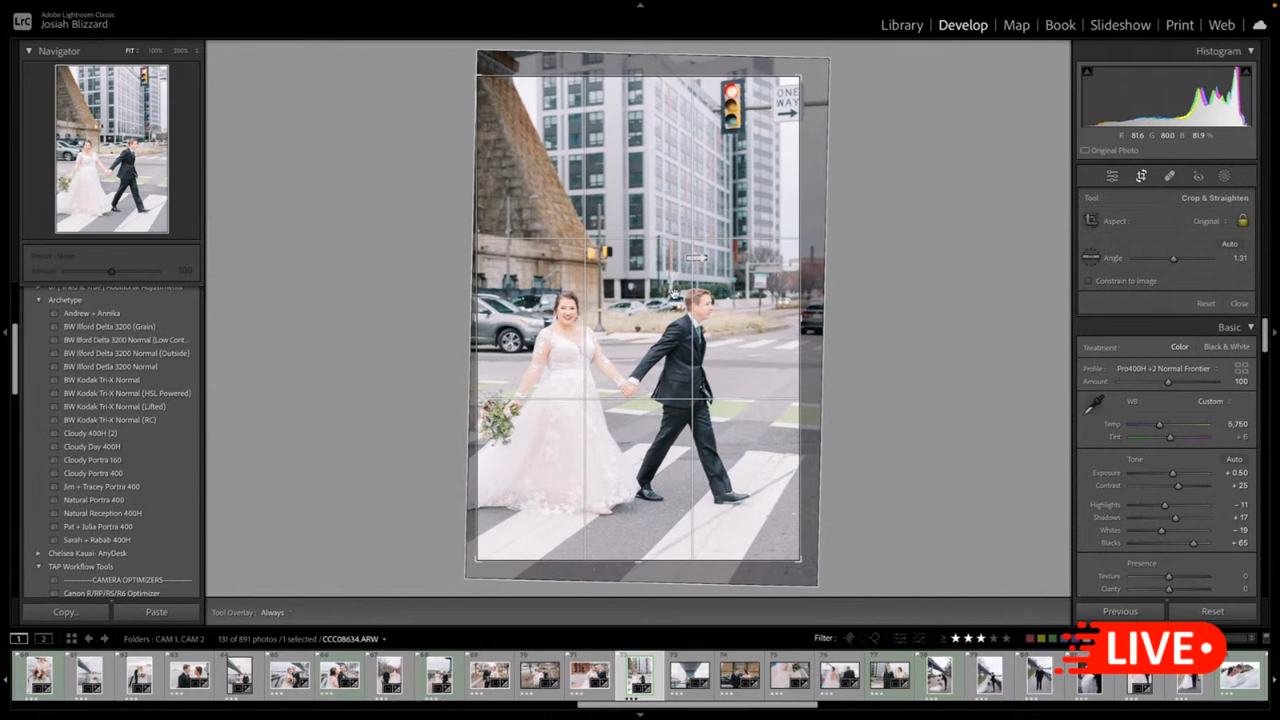 LrC
Adobe Lightroom Classic
Josiah Blizzard
Library | Develop | Map | Book | Slideshow | Print | Web
Navigator
FIT
100%
200%
Histogram
R 81.6 G 80.0 B 81.9 %
Original Photo
ONE
WAY
Tool
Crop & Straighten
Aspect:
Original
Auto
Angle
1.31
Constrain to Image
Reset
Close
Basic
Treatment:
Color
Black & White
Profile:
Pro400H +2 Normal Frontier
Amount
100
WB:
Custom
Temp
5,750
Tint
+ 6
Tone
Auto
Exposure
+ 0.50
Contrast
+ 25
Highlights
− 11
Shadows
+ 17
Whites
− 19
Blacks
+ 65
Presence
Texture
0
Clarity
0
Previous
Reset
Preset: None
Amount
100
Archetype
Andrew + Annika
BW Ilford Delta 3200 (Grain)
BW Ilford Delta 3200 Normal (Low Cont...
BW Ilford Delta 3200 Normal (Outside)
BW Ilford Detal 3200 Normal
BW Kodak Tri-X Normal
BW Kodak Tri-X Normal (HSL Powered)
BW Kodak Tri-X Normal (Lifted)
BW Kodak Tri-X Normal (RC)
Cloudy 400H (2)
Cloudy Day 400H
Cloudy Portra 160
Cloudy Portra 400
Jim + Tracey Portra 400
Natural Portra 400
Natural Reception 400H
Pat + Julia Portra 400
Sarah + Rabab 400H
Chelsea Kauai- AnyDesk
TAP Workflow Tools
----------CAMERA OPTIMIZERS----------
Canon R/RP/RS/R6 Optimizer
Copy...
Paste
Tool Overlay: Always
1
2
Folders : CAM 1, CAM 2
131 of 891 photos / 1 selected / CCC08634.ARW
Filter :
LIVE